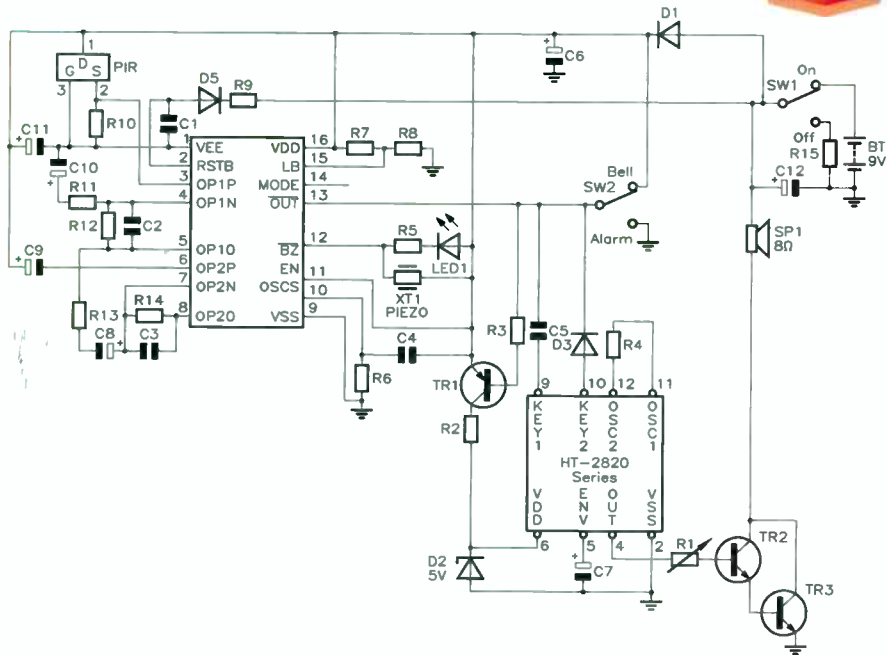 D1
1
G D S
PIR
3
2
C6
On
SW1
D5
R9
Off
R15
BT
9V
C11
C10
R10
C1
C12
1 VEE
2 RSTB
3 OP1P
4 OP1N
5 OP1O
6 OP2P
7 OP2N
8 OP2O
VDD 16
LB 15
MODE 14
OUT 13
BZ 12
EN 11
OSCS 10
VSS 9
R7
R8
R11
R12
C2
C9
Bell
SW2
Alarm
SP1
8Ω
R5
LED1
XT1
PIEZO
R13
R14
C8
C3
C4
R6
R3
C5
D3
R4
TR1
R2
9
10
12
11
KEY1
KEY2
OSC2
OSC1
HT-2820
Series
VDD
ENV
OUT
VSS
6
5
4
2
D2
5V
C7
R1
TR2
TR3